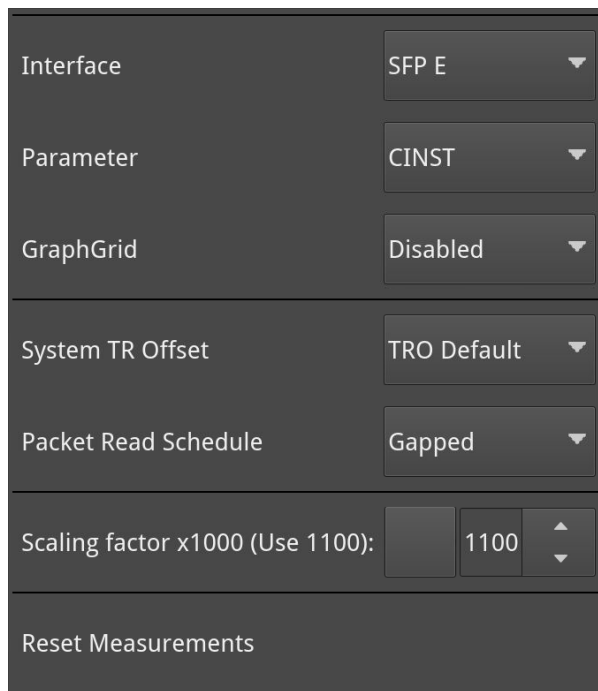 Interface SFP E
Parameter CINST
GraphGrid Disabled
System TR Offset TRO Default
Packet Read Schedule Gapped
Scaling factor x1000 (Use 1100): 1100
Reset Measurements